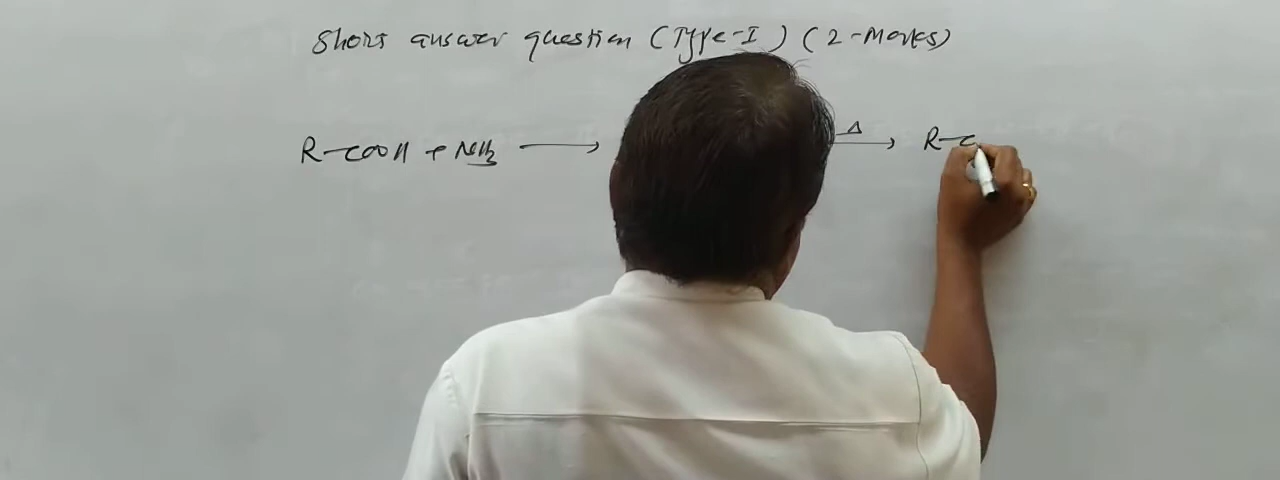 Short answer question (Type-I) (2-Marks)
R-COOH + NH3 ⟶ Δ⟶ R-C